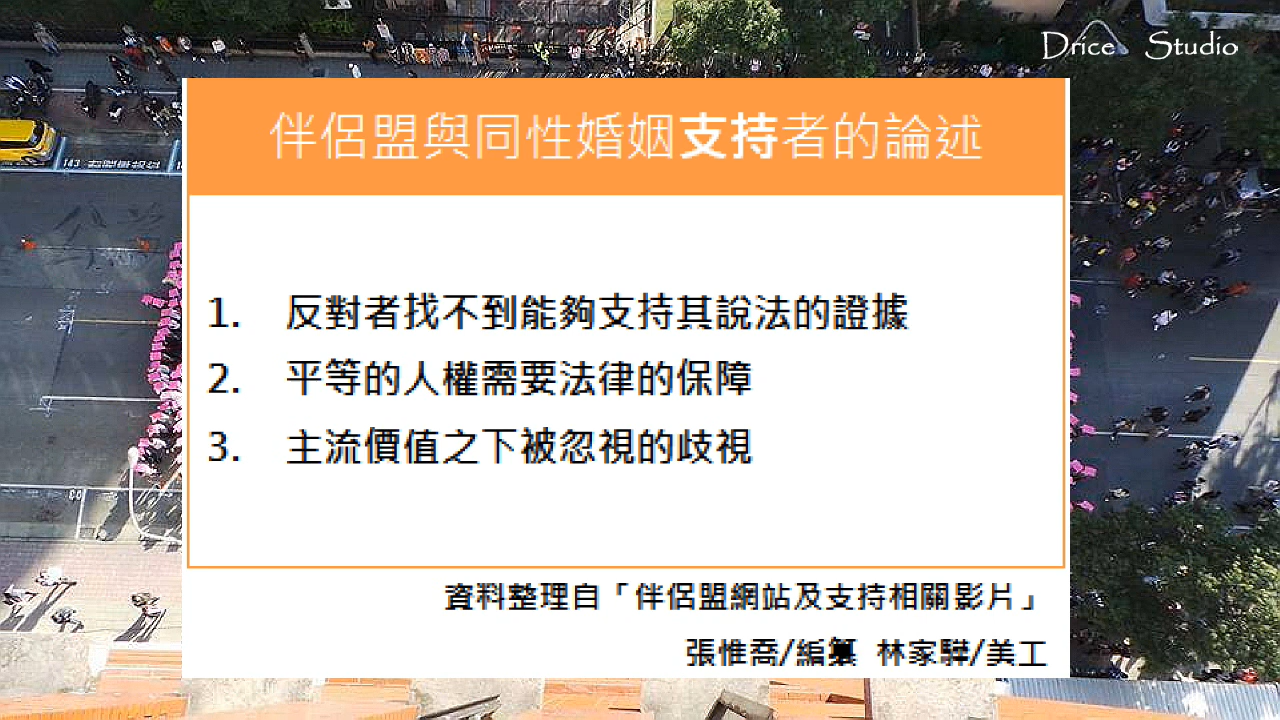 Drice Studio
伴侶盟與同性婚姻支持者的論述
1. 反對者找不到能夠支持其說法的證據
2. 平等的人權需要法律的保障
3. 主流價值之下被忽視的歧視
資料整理自「伴侶盟網站及支持相關影片」
張惟喬/編纂 林家驊/美工